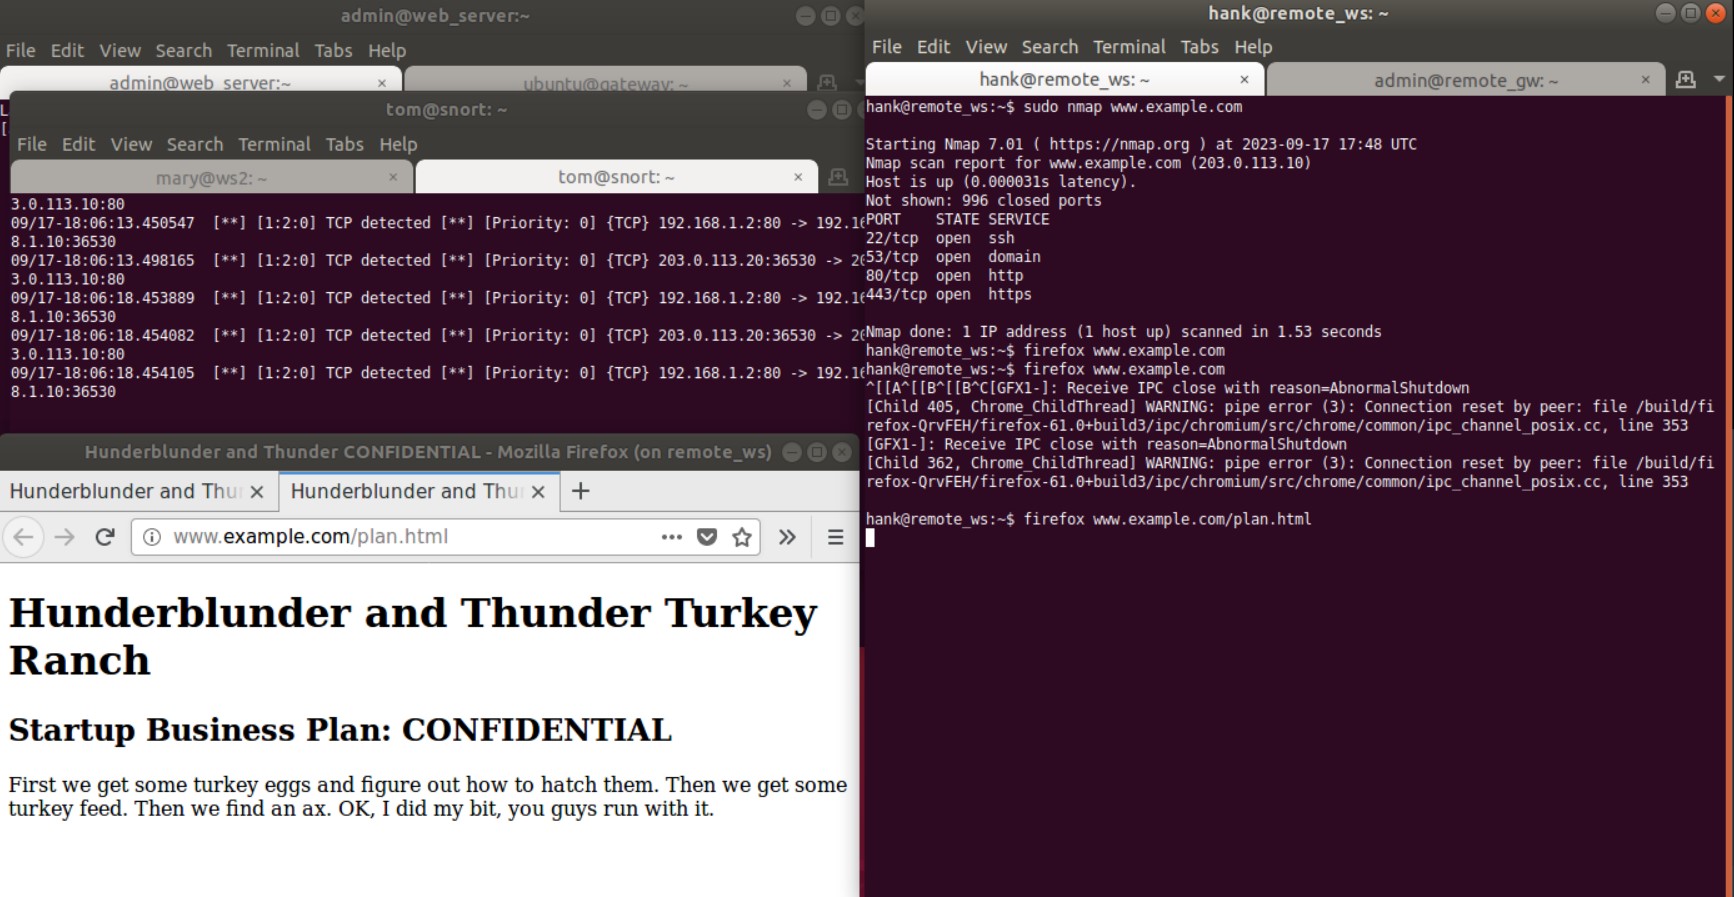 admin@web_server:~
File Edit View Search Terminal Tabs Help
admin@web_server:~ ×
ubuntu@gateway: ~ ×
L
[
tom@snort: ~
File Edit View Search Terminal Tabs Help
mary@ws2: ~ ×
tom@snort: ~ ×
3.0.113.10:80
09/17-18:06:13.450547  [**] [1:2:0] TCP detected [**] [Priority: 0] {TCP} 192.168.1.2:80 -> 192.16
8.1.10:36530
09/17-18:06:13.498165  [**] [1:2:0] TCP detected [**] [Priority: 0] {TCP} 203.0.113.20:36530 -> 20
3.0.113.10:80
09/17-18:06:18.453889  [**] [1:2:0] TCP detected [**] [Priority: 0] {TCP} 192.168.1.2:80 -> 192.16
8.1.10:36530
09/17-18:06:18.454082  [**] [1:2:0] TCP detected [**] [Priority: 0] {TCP} 203.0.113.20:36530 -> 20
3.0.113.10:80
09/17-18:06:18.454105  [**] [1:2:0] TCP detected [**] [Priority: 0] {TCP} 192.168.1.2:80 -> 192.16
8.1.10:36530
Hunderblunder and Thunder CONFIDENTIAL - Mozilla Firefox (on remote_ws)
Hunderblunder and Thu ×
Hunderblunder and Thu × +
www.example.com/plan.html
Hunderblunder and Thunder Turkey
Ranch
Startup Business Plan: CONFIDENTIAL
First we get some turkey eggs and figure out how to hatch them. Then we get some
turkey feed. Then we find an ax. OK, I did my bit, you guys run with it.
hank@remote_ws: ~
File Edit View Search Terminal Tabs Help
hank@remote_ws: ~ ×
admin@remote_gw: ~ ×
hank@remote_ws:~$ sudo nmap www.example.com
Starting Nmap 7.01 ( https://nmap.org ) at 2023-09-17 17:48 UTC
Nmap scan report for www.example.com (203.0.113.10)
Host is up (0.000031s latency).
Not shown: 996 closed ports
PORT    STATE SERVICE
22/tcp  open  ssh
53/tcp  open  domain
80/tcp  open  http
443/tcp open  https
Nmap done: 1 IP address (1 host up) scanned in 1.53 seconds
hank@remote_ws:~$ firefox www.example.com
hank@remote_ws:~$ firefox www.example.com
^[[A^[[B^[[B^C[GFX1-]: Receive IPC close with reason=AbnormalShutdown
[Child 405, Chrome_ChildThread] WARNING: pipe error (3): Connection reset by peer: file /build/fi
refox-QrvFEH/firefox-61.0+build3/ipc/chromium/src/chrome/common/ipc_channel_posix.cc, line 353
[GFX1-]: Receive IPC close with reason=AbnormalShutdown
[Child 362, Chrome_ChildThread] WARNING: pipe error (3): Connection reset by peer: file /build/fi
refox-QrvFEH/firefox-61.0+build3/ipc/chromium/src/chrome/common/ipc_channel_posix.cc, line 353
hank@remote_ws:~$ firefox www.example.com/plan.html